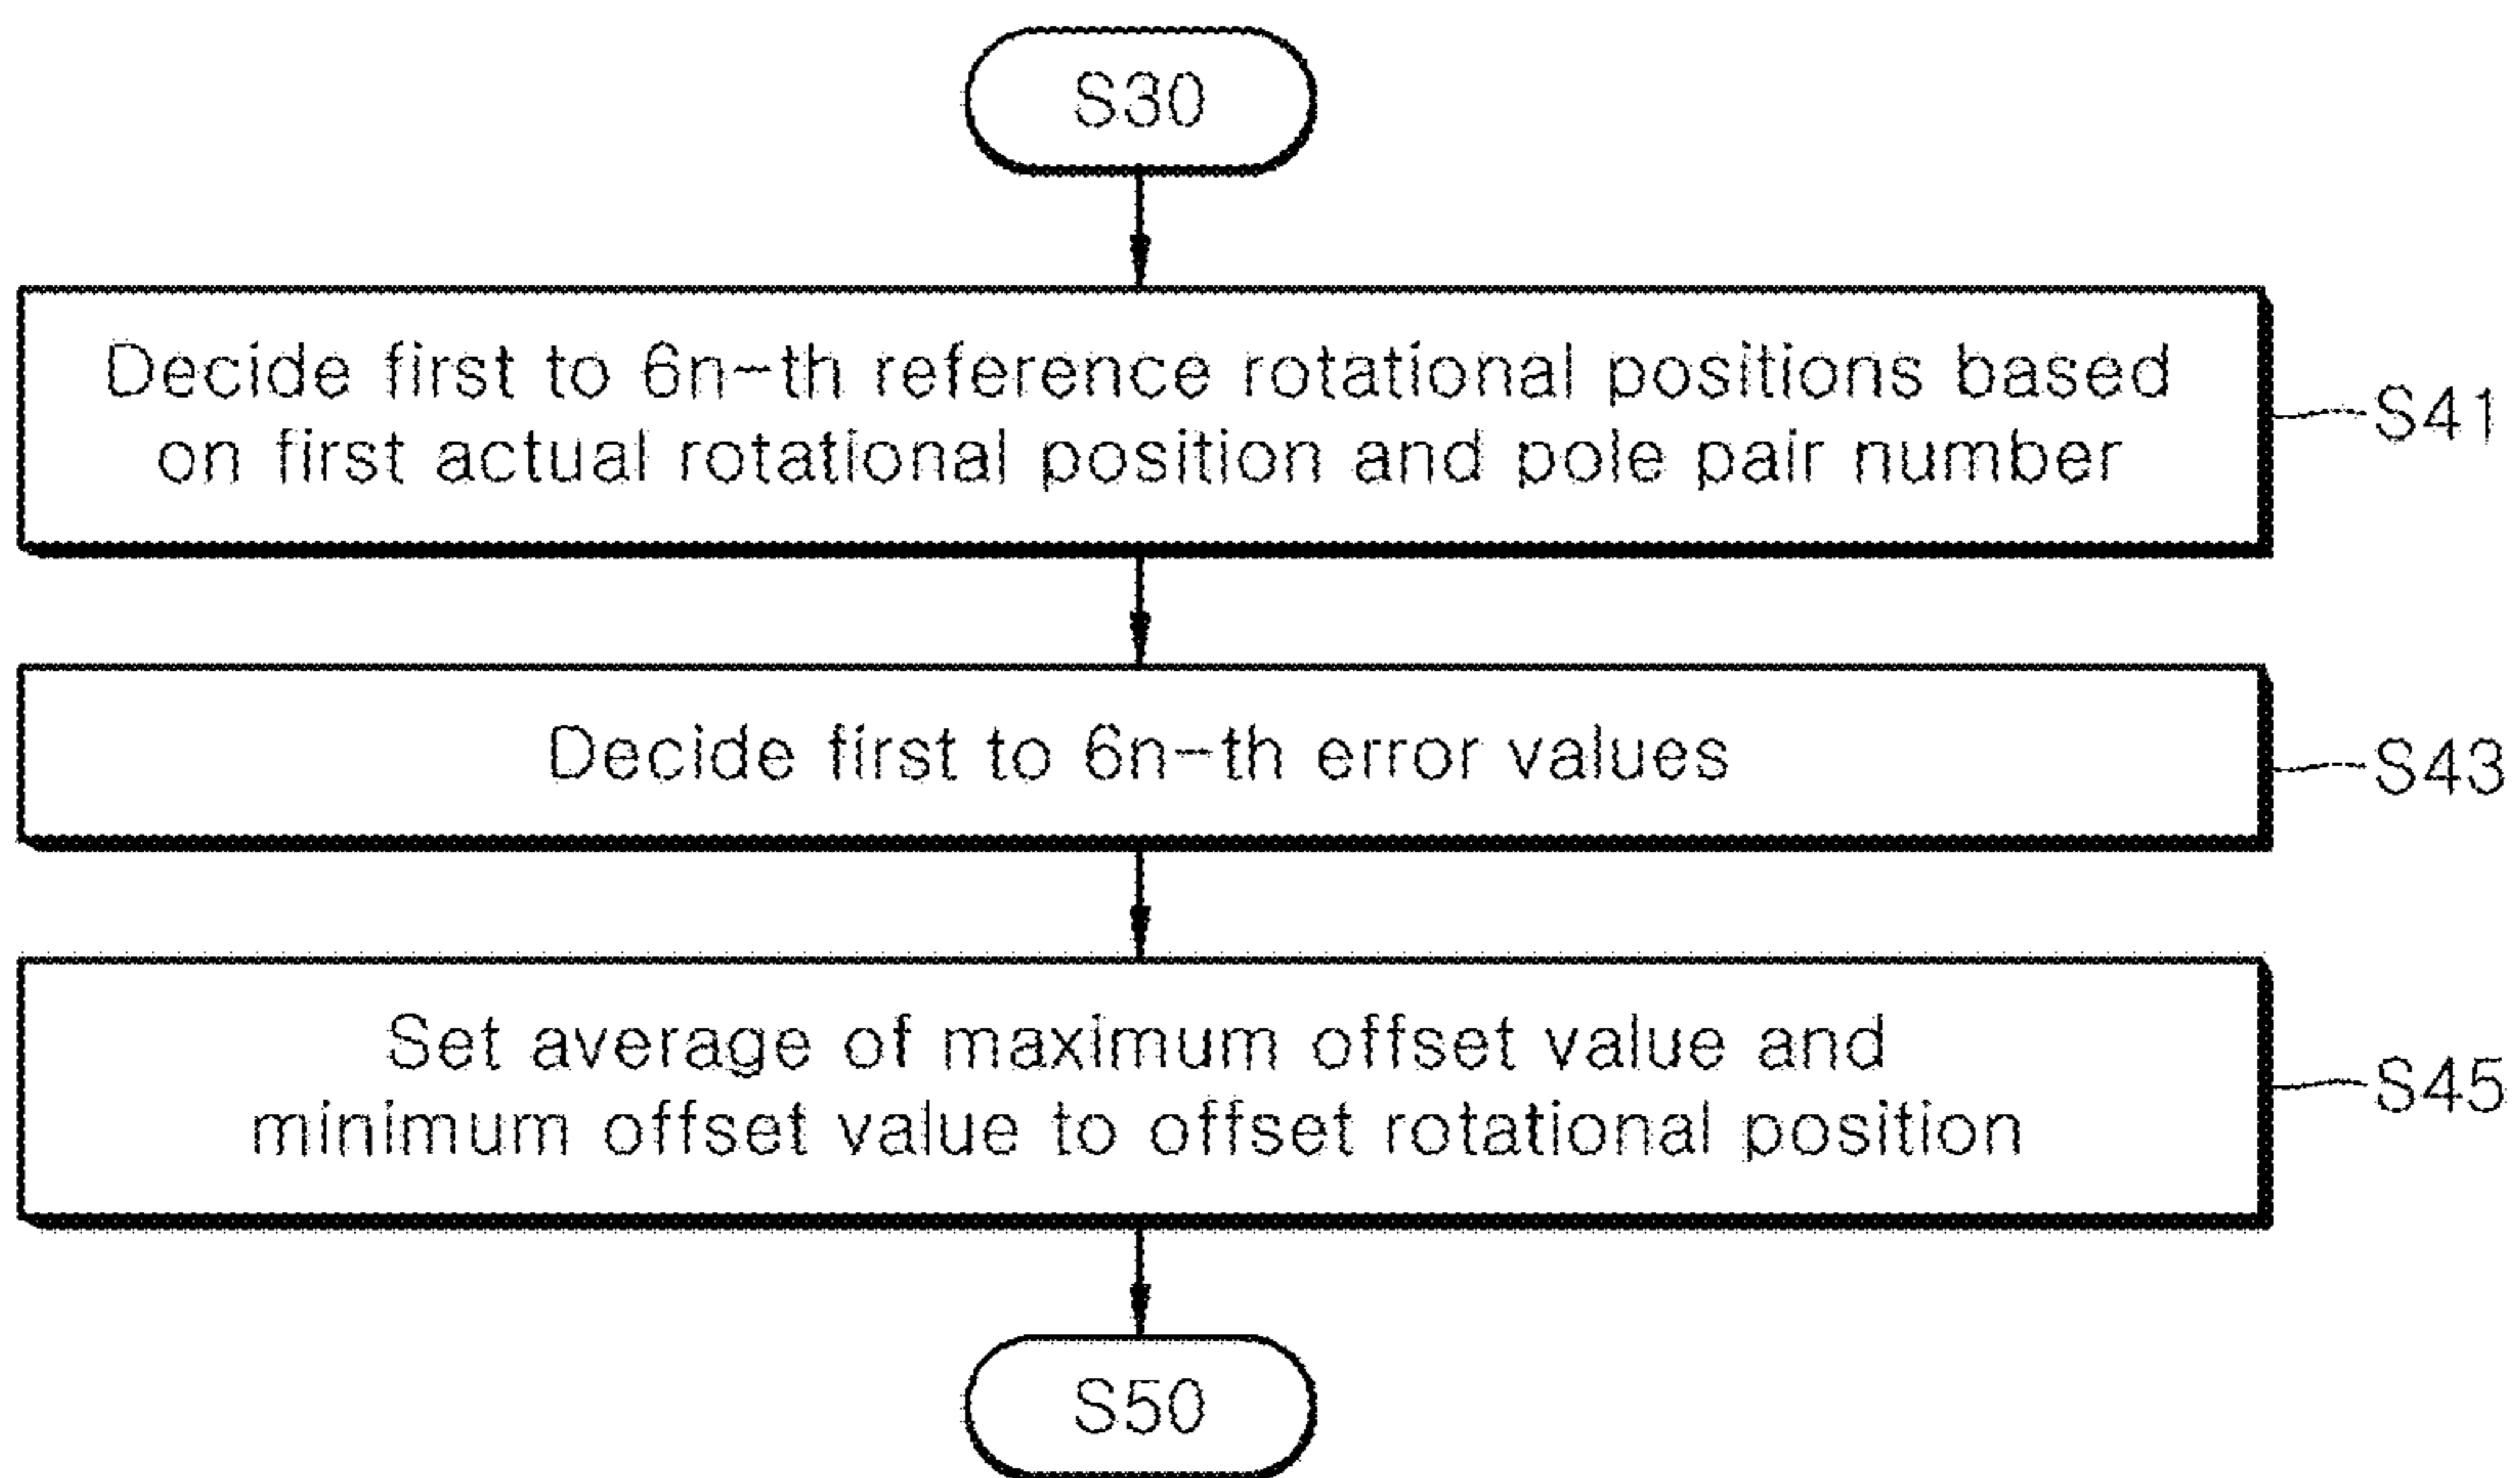 S30
Decide first to 6n-th reference rotational positions based
on first actual rotational position and pole pair number
S41
Decide first to 6n-th error values
S43
Set average of maximum offset value and
minimum offset value to offset rotational position
S45
S50